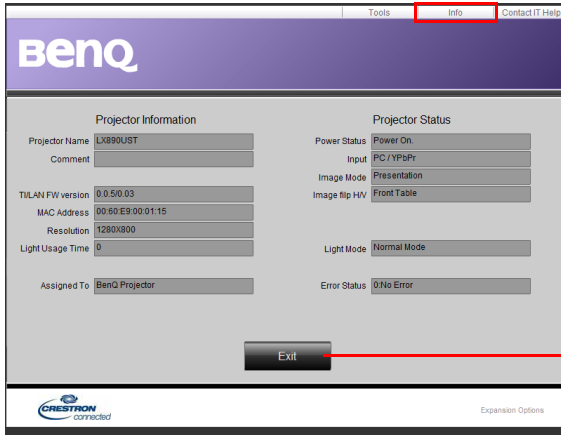 Tools Info Contact IT Help
BenQ
Projector Information Projector Status
Projector Name LX890UST Power Status Power On.
Comment Input PC / YPbPr
Image Mode Presentation
TI/LAN FW version 0.0.5/0.03 Image filp H/V Front Table
MAC Address 00:60:E9:00:01:15
Resolution 1280X800
Light Usage Time 0 Light Mode Normal Mode
Assigned To BenQ Projector Error Status 0:No Error
Exit
CRESTRON
connected
Expansion Options